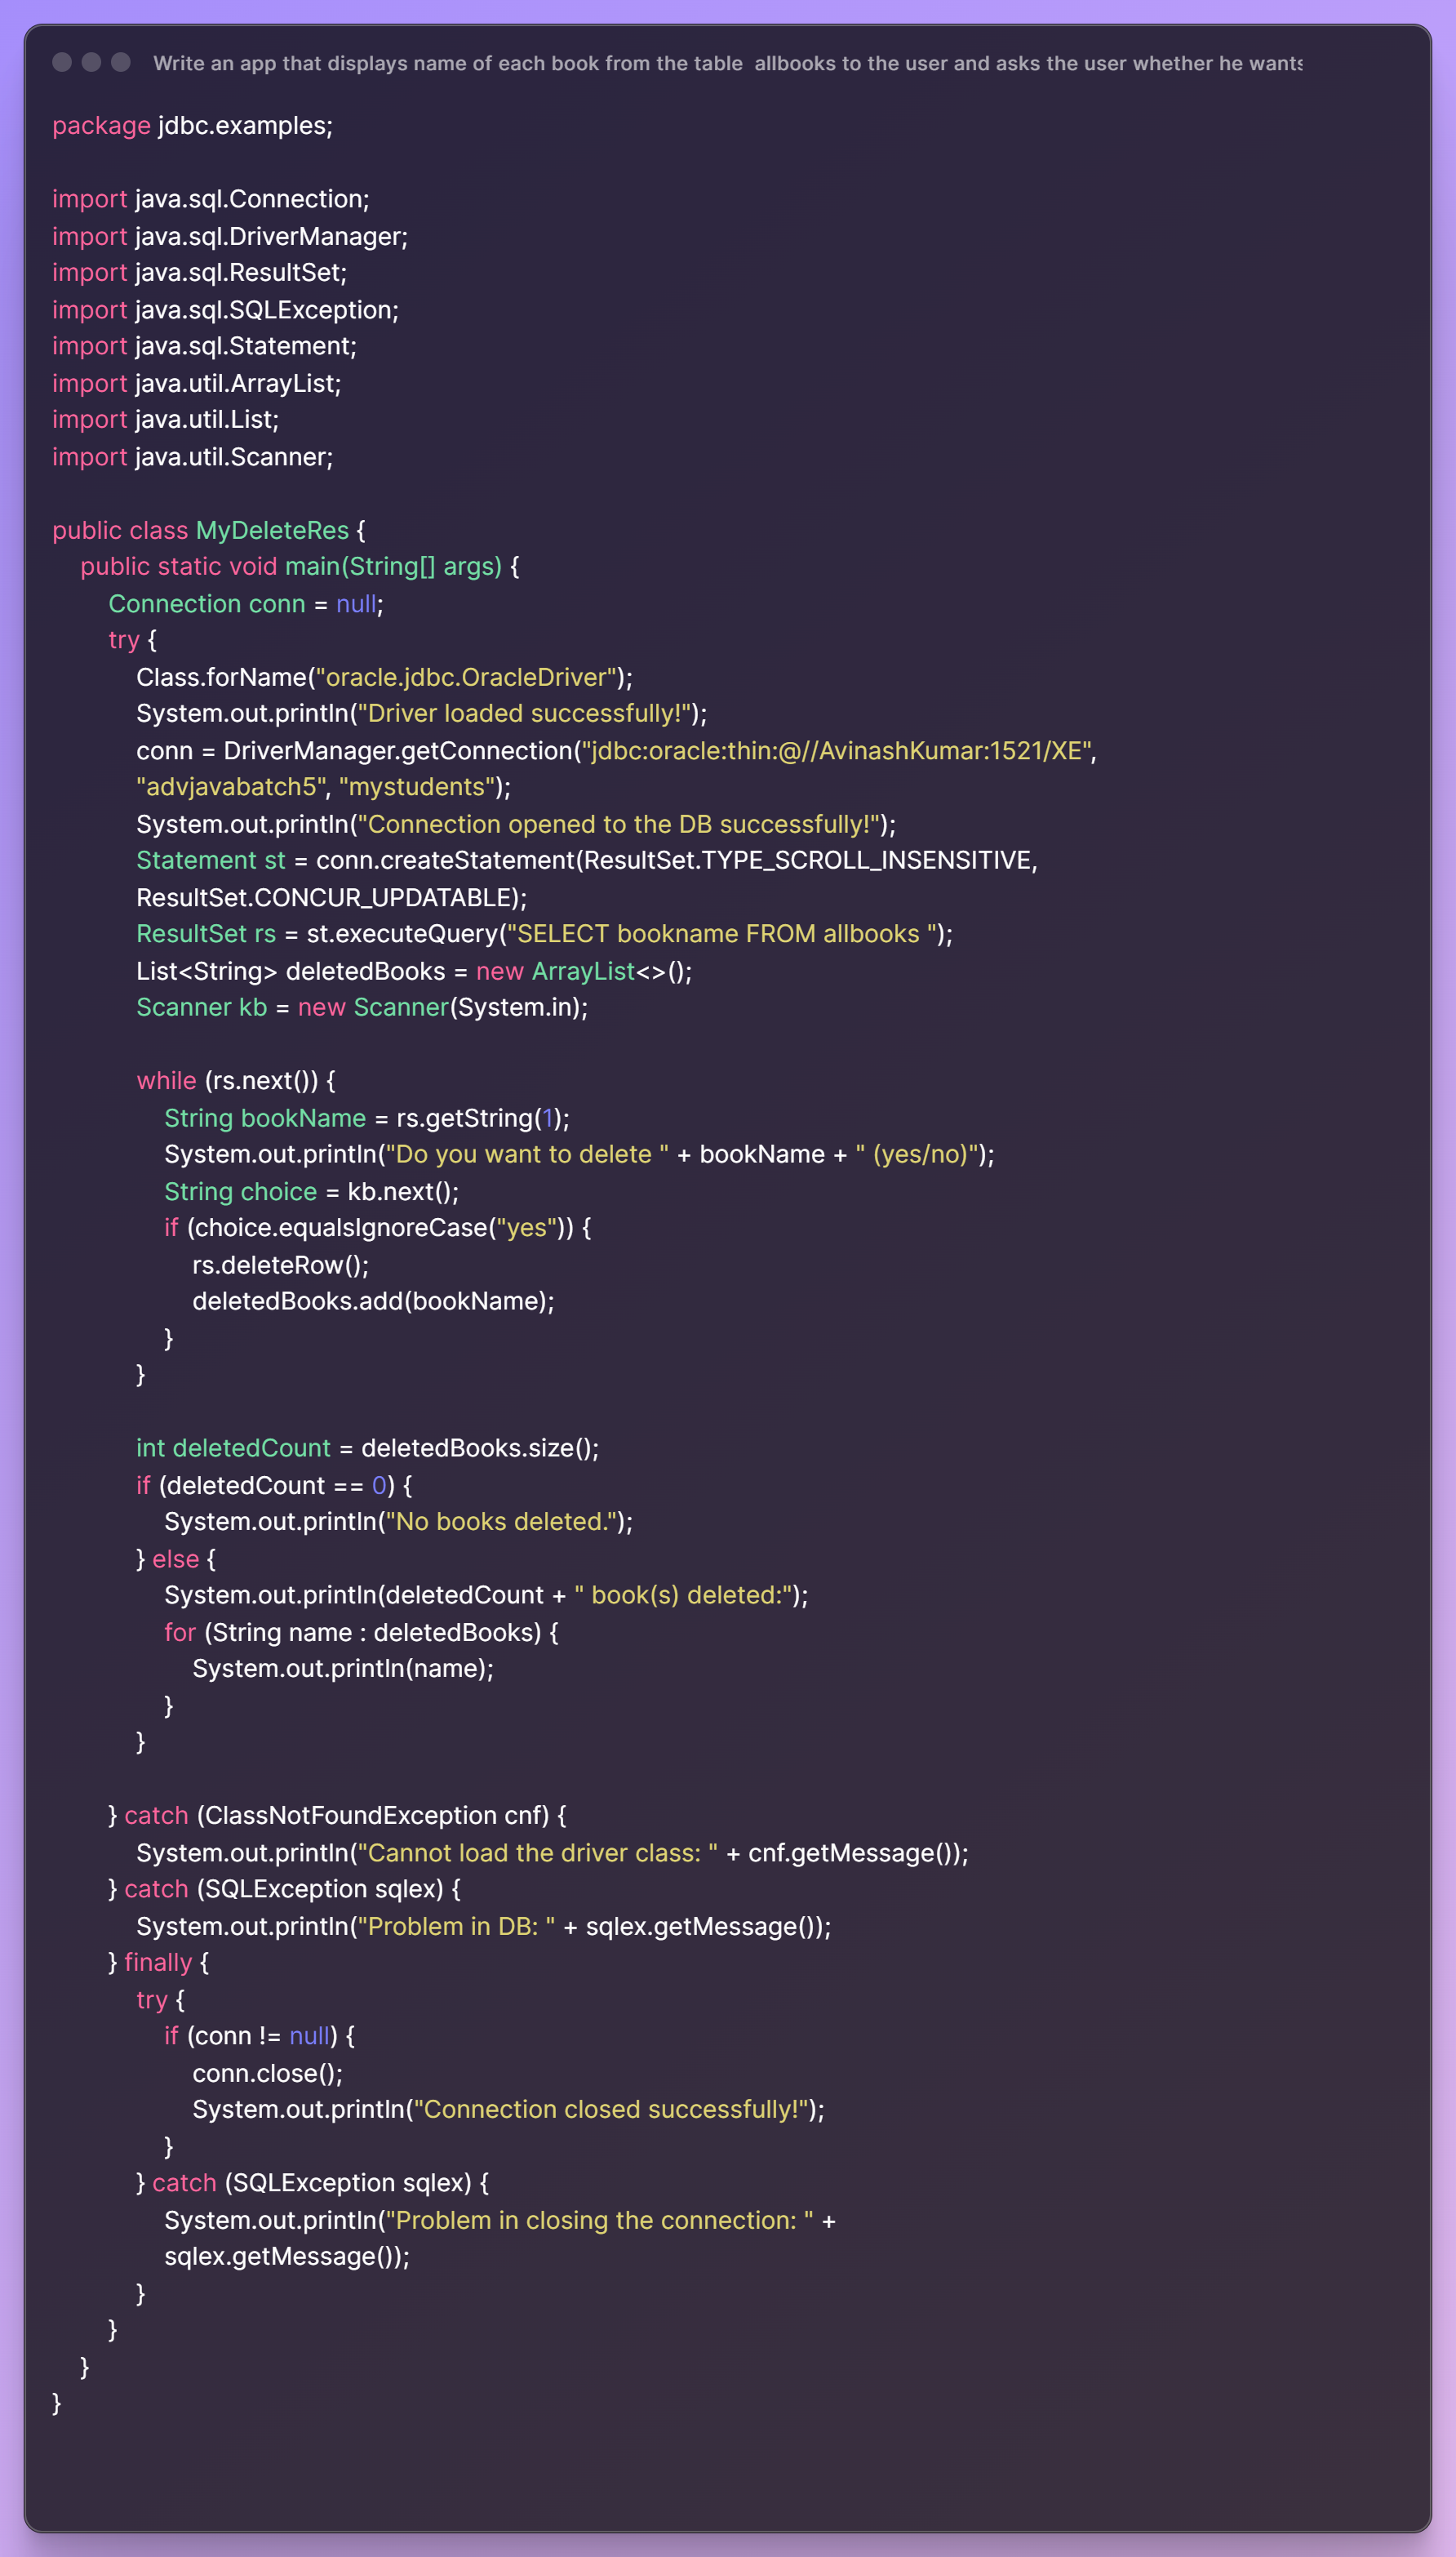 Write an app that displays name of each book from the table  allbooks to the user and asks the user whether he wants
package jdbc.examples;

import java.sql.Connection;
import java.sql.DriverManager;
import java.sql.ResultSet;
import java.sql.SQLException;
import java.sql.Statement;
import java.util.ArrayList;
import java.util.List;
import java.util.Scanner;

public class MyDeleteRes {
    public static void main(String[] args) {
        Connection conn = null;
        try {
            Class.forName("oracle.jdbc.OracleDriver");
            System.out.println("Driver loaded successfully!");
            conn = DriverManager.getConnection("jdbc:oracle:thin:@//AvinashKumar:1521/XE",
            "advjavabatch5", "mystudents");
            System.out.println("Connection opened to the DB successfully!");
            Statement st = conn.createStatement(ResultSet.TYPE_SCROLL_INSENSITIVE,
            ResultSet.CONCUR_UPDATABLE);
            ResultSet rs = st.executeQuery("SELECT bookname FROM allbooks ");
            List<String> deletedBooks = new ArrayList<>();
            Scanner kb = new Scanner(System.in);

            while (rs.next()) {
                String bookName = rs.getString(1);
                System.out.println("Do you want to delete " + bookName + " (yes/no)");
                String choice = kb.next();
                if (choice.equalsIgnoreCase("yes")) {
                    rs.deleteRow();
                    deletedBooks.add(bookName);
                }
            }

            int deletedCount = deletedBooks.size();
            if (deletedCount == 0) {
                System.out.println("No books deleted.");
            } else {
                System.out.println(deletedCount + " book(s) deleted:");
                for (String name : deletedBooks) {
                    System.out.println(name);
                }
            }

        } catch (ClassNotFoundException cnf) {
            System.out.println("Cannot load the driver class: " + cnf.getMessage());
        } catch (SQLException sqlex) {
            System.out.println("Problem in DB: " + sqlex.getMessage());
        } finally {
            try {
                if (conn != null) {
                    conn.close();
                    System.out.println("Connection closed successfully!");
                }
            } catch (SQLException sqlex) {
                System.out.println("Problem in closing the connection: " +
                sqlex.getMessage());
            }
        }
    }
}